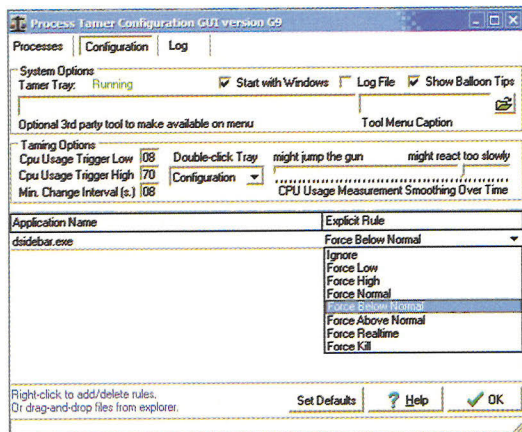 Process Tamer Configuration GUI version G9
Processes Configuration Log
System Options
Tamer Tray: Running Start with Windows Log File Show Balloon Tips
Optional 3rd party tool to make available on menu Tool Menu Caption
Taming Options
Cpu Usage Trigger Low 08 Double-click Tray might jump the gun might react too slowly
Cpu Usage Trigger High 70 Configuration
Min. Change Interval (s.) 08 CPU Usage Measurement Smoothing Over Time
Application Name Explicit Rule
dsidebar.exe Force Below Normal
Ignore
Force Low
Force High
Force Normal
Force Below Normal
Force Above Normal
Force Realtime
Force Kill
Right-click to add/delete rules.
Or drag-and-drop files from explorer.
Set Defaults ? Help OK